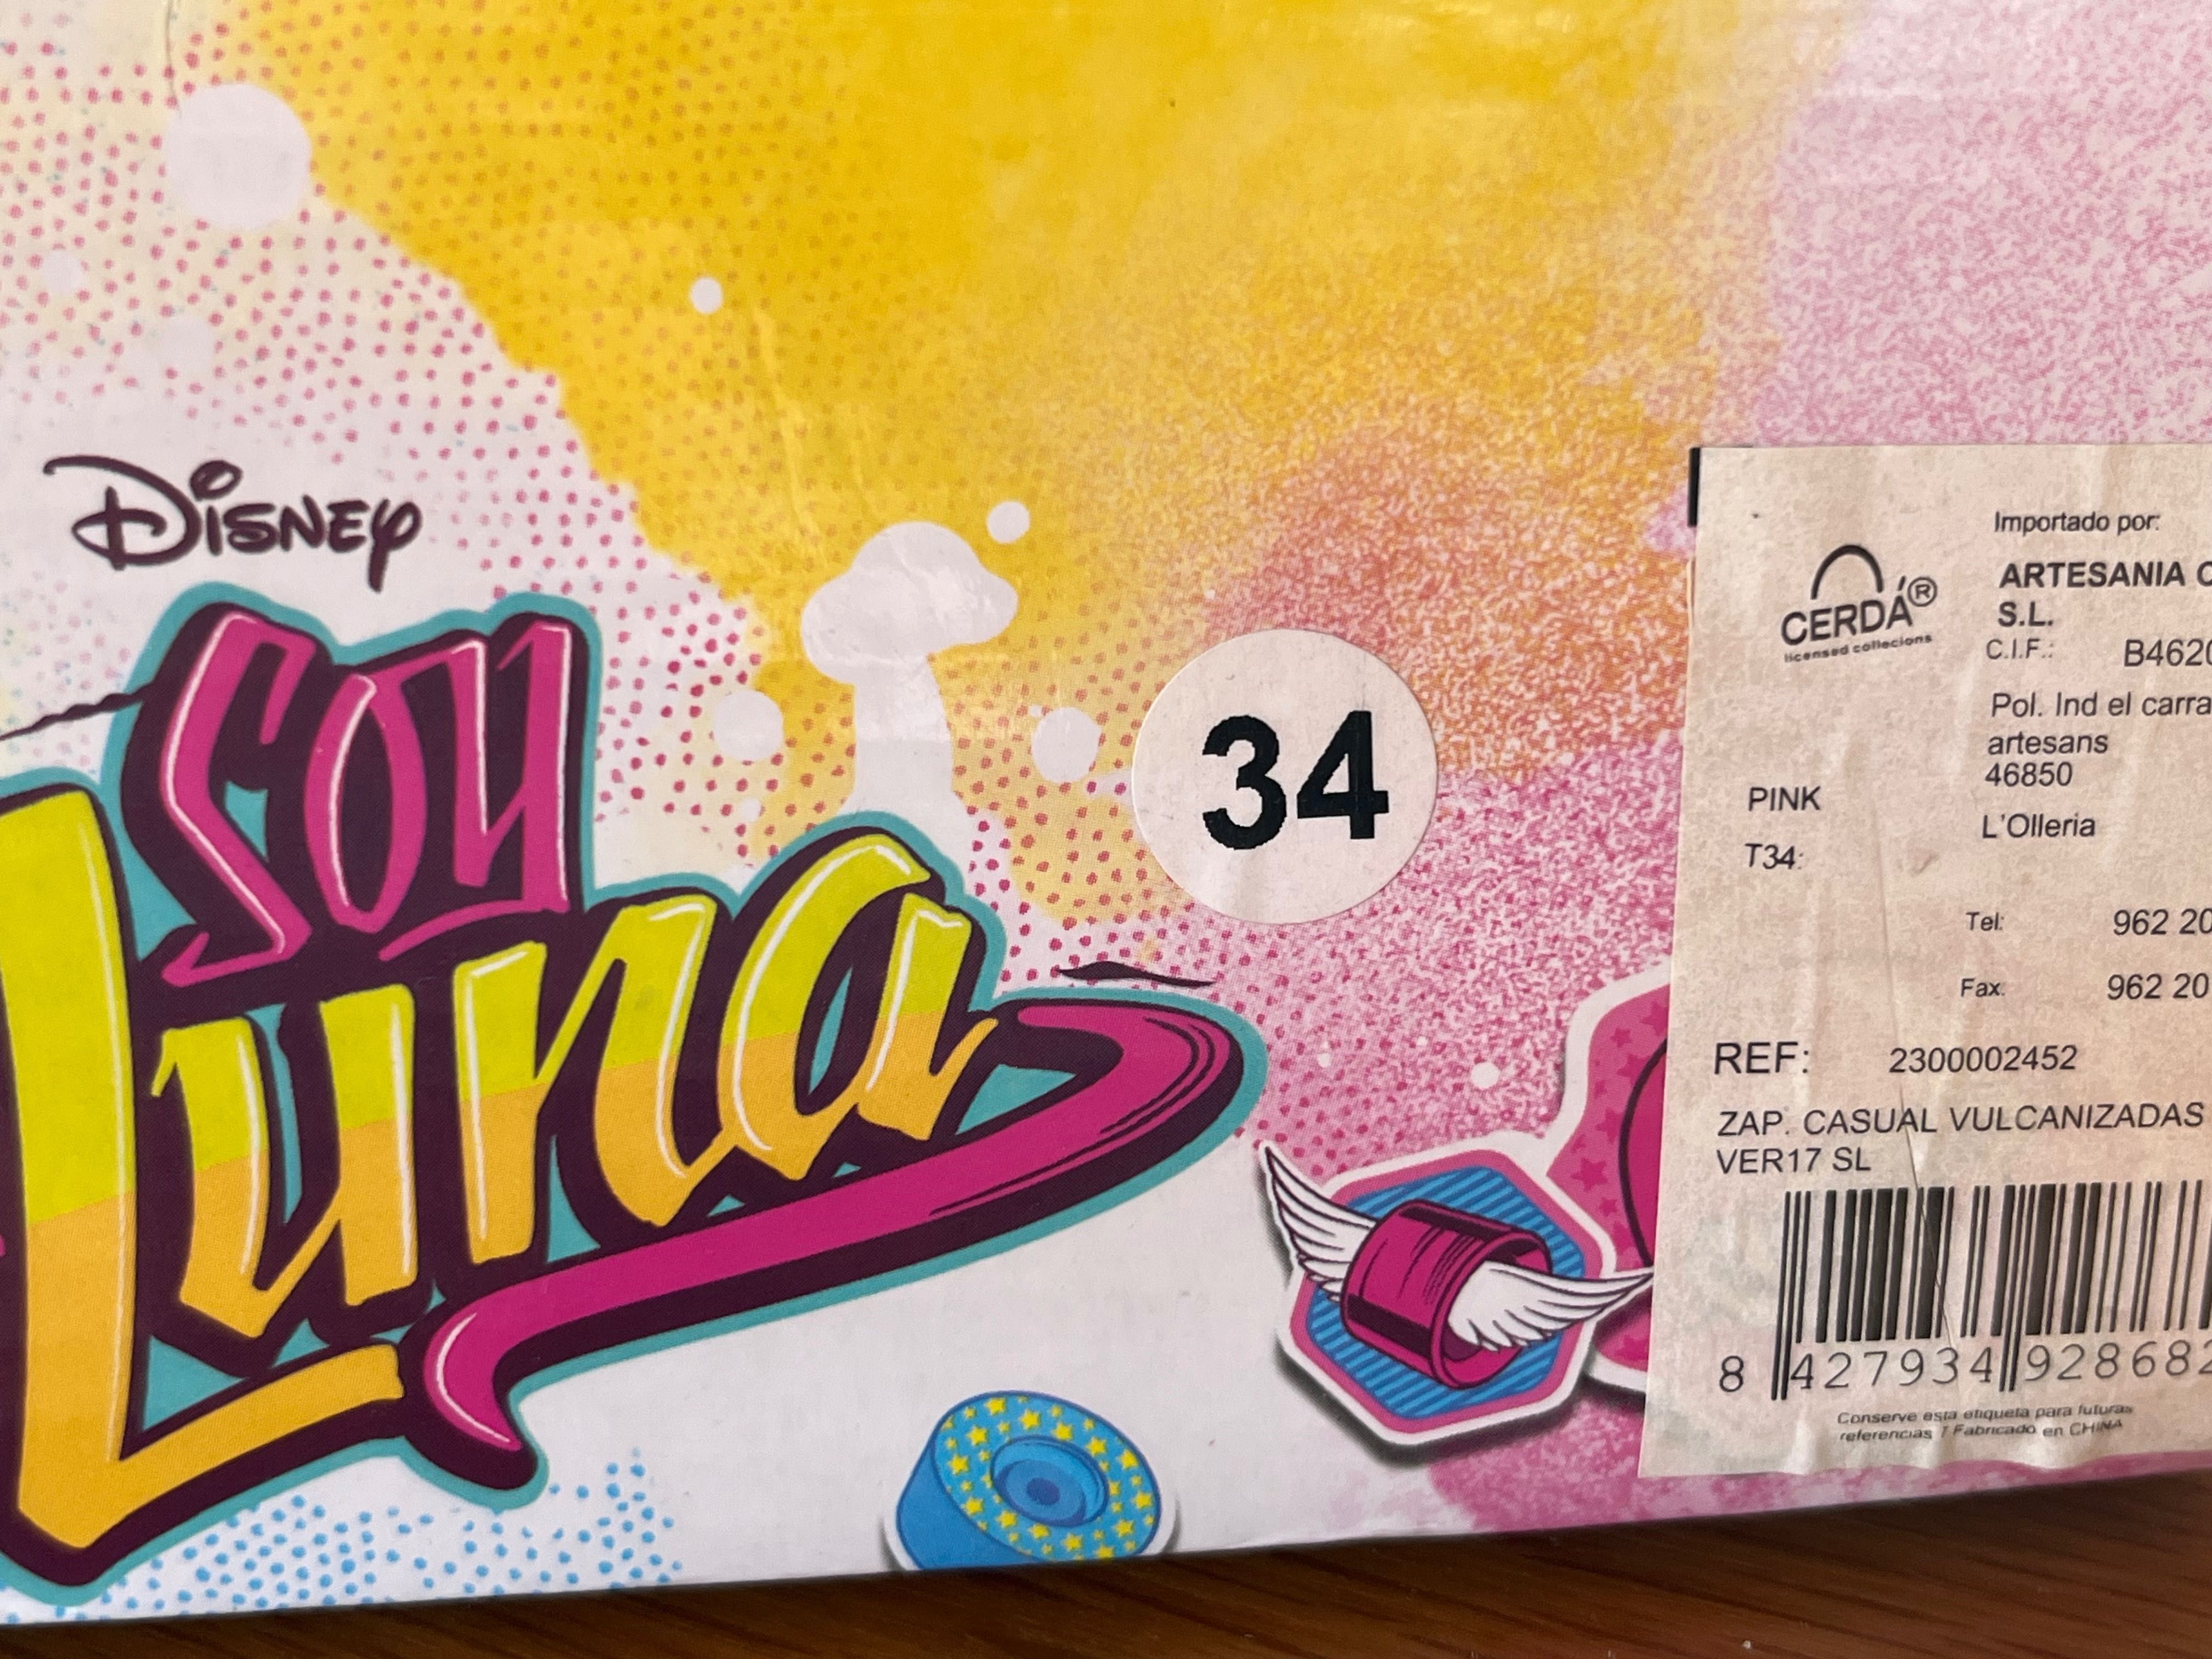 Disney
soy
Luna
34
CERDÁ®
licensed collecions
PINK
T34:
Importado por:
ARTESANIA C
S.L.
C.I.F.: B4620
Pol. Ind el carra
artesans
46850
L'Olleria
Tel: 962 20
Fax. 962 20
REF: 2300002452
ZAP. CASUAL VULCANIZADAS
VER17 SL
8 427934 928682
Conserve esta etiqueta para futuras
referencias / Fabricado en CHINA